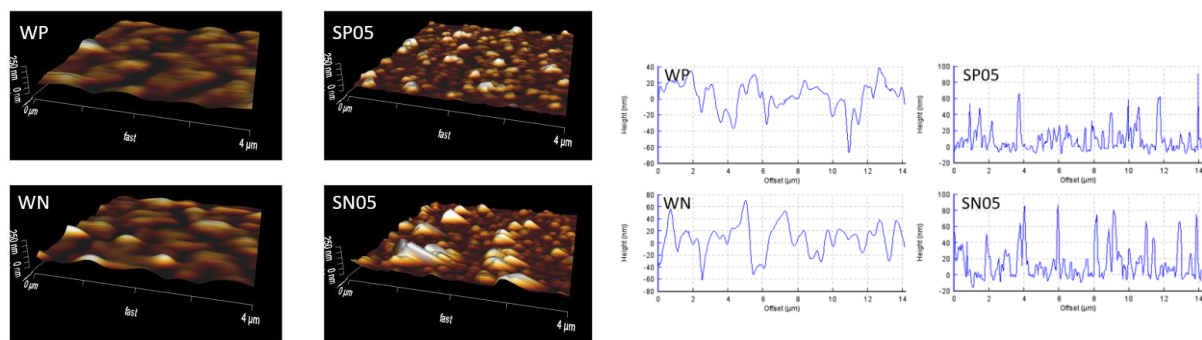 WP
250 nm
0 nm
0 µm
fast
4 µm
SP05
250 nm
0 nm
0 µm
fast
4 µm
WN
250 nm
0 nm
0 µm
fast
4 µm
SN05
250 nm
0 nm
0 µm
fast
4 µm
WP
Height (nm)
40
20
0
-20
-40
-60
-80
0 2 4 6 8 10 12 14
Offset (µm)
SP05
Height (nm)
100
80
60
40
20
0
-20
0 2 4 6 8 10 12 14
Offset (µm)
WN
Height (nm)
80
60
40
20
0
20
40
60
80
0 2 4 6 8 10 12 14
Offset (µm)
SN05
Height (nm)
100
80
60
40
20
0
-20
0 2 4 6 8 10 12 14
Offset (µm)